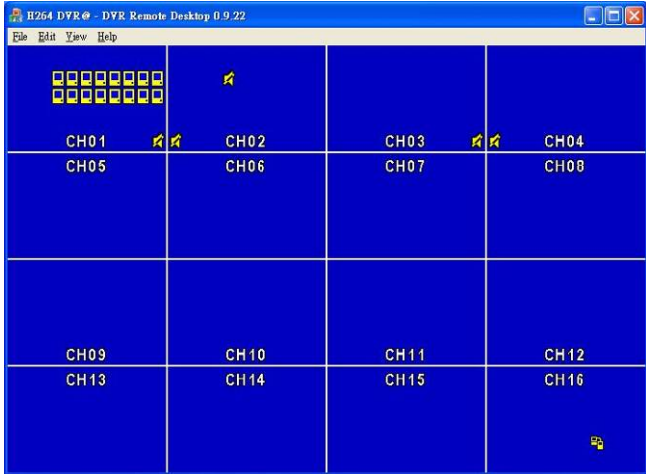 H264 DVR@ - DVR Remote Desktop 0.9.22
File Edit View Help
CH01 CH02 CH03 CH04
CH05 CH06 CH07 CH08
CH09 CH10 CH11 CH12
CH13 CH14 CH15 CH16